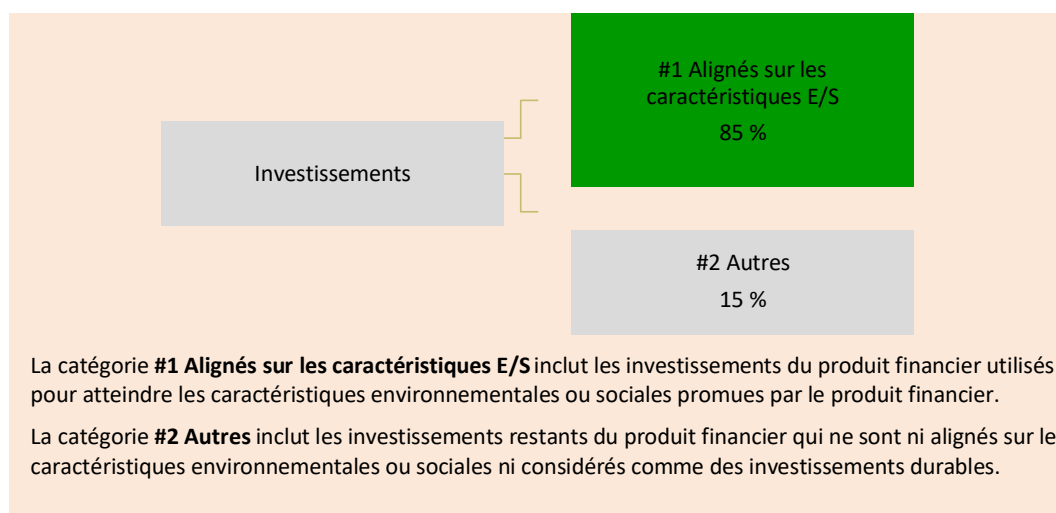 #1 Alignés sur les
caractéristiques E/S
85 %
Investissements
#2 Autres
15 %
La catégorie #1 Alignés sur les caractéristiques E/S inclut les investissements du produit financier utilisés
pour atteindre les caractéristiques environnementales ou sociales promues par le produit financier.
La catégorie #2 Autres inclut les investissements restants du produit financier qui ne sont ni alignés sur le
caractéristiques environnementales ou sociales ni considérés comme des investissements durables.